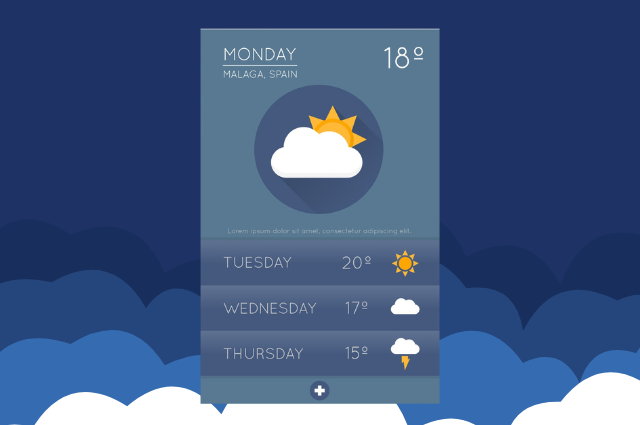 MONDAY
18º
MALAGA, SPAIN
Lorem ipsum dolor sit amet, consectetur adipiscing elit.
TUESDAY 20º
WEDNESDAY 17º
THURSDAY 15º